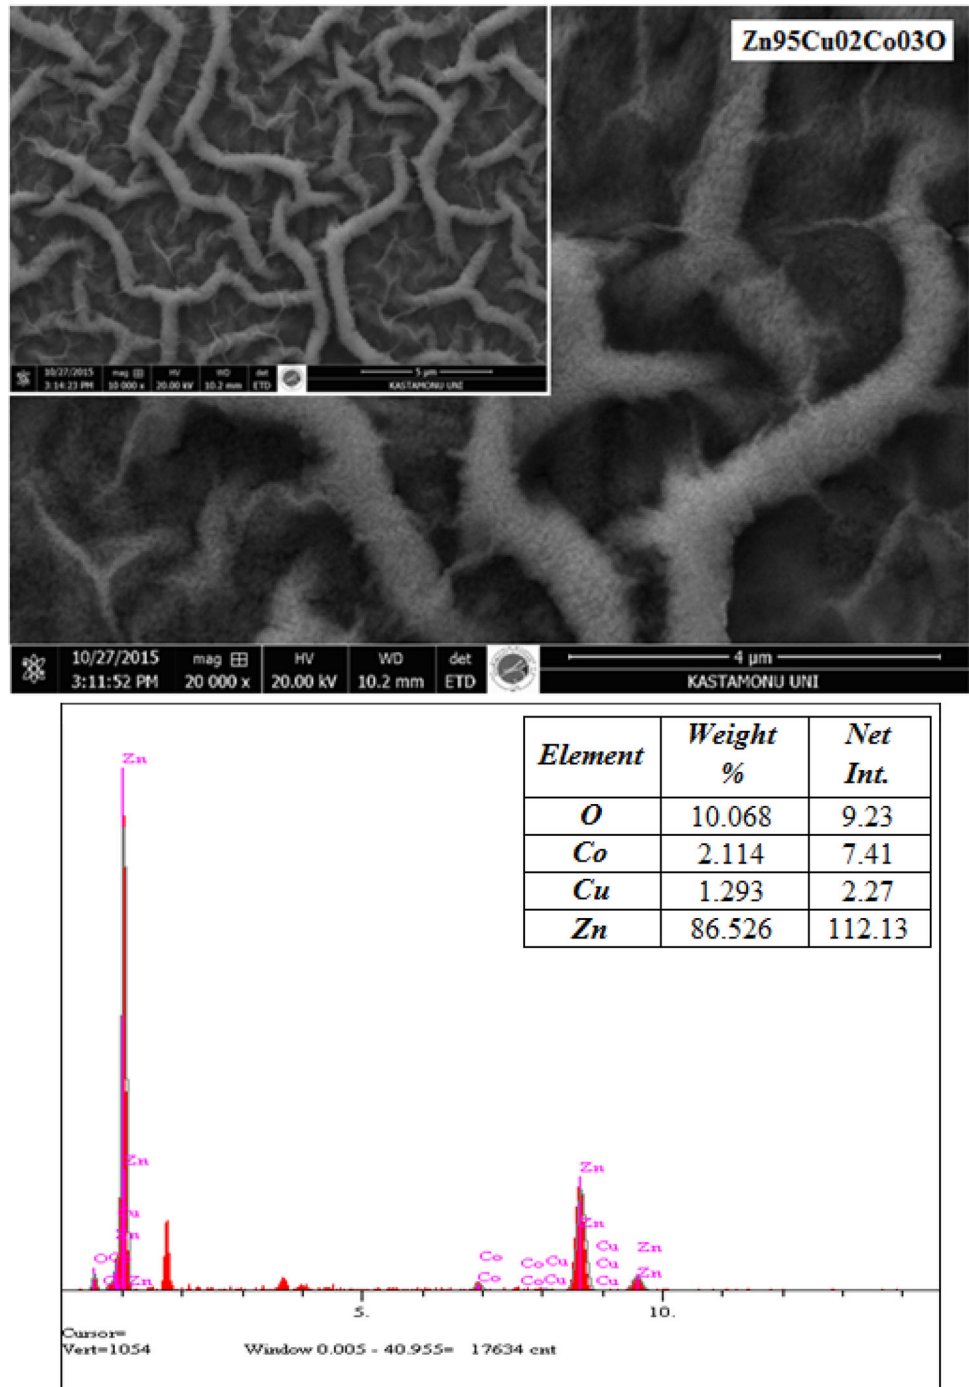 Zn95Cu02Co03O
10/27/2015 mag HV WD det 5 µm
3:14:23 PM 10 000 x 20.00 kV 10.2 mm ETD KASTAMONU UNI
10/27/2015 mag HV WD det 4 µm
3:11:52 PM 20 000 x 20.00 kV 10.2 mm ETD KASTAMONU UNI
Element Weight % Net Int.
O 10.068 9.23
Co 2.114 7.41
Cu 1.293 2.27
Zn 86.526 112.13
Zn
Zn
Zn
O
Zn
Zn
Zn
Co Co Cu Cu Zn
Cu
Co Co Cu Cu Zn
5. 10.
Cursor=
Vert=1054 Window 0.005 - 40.955= 17634 cnt